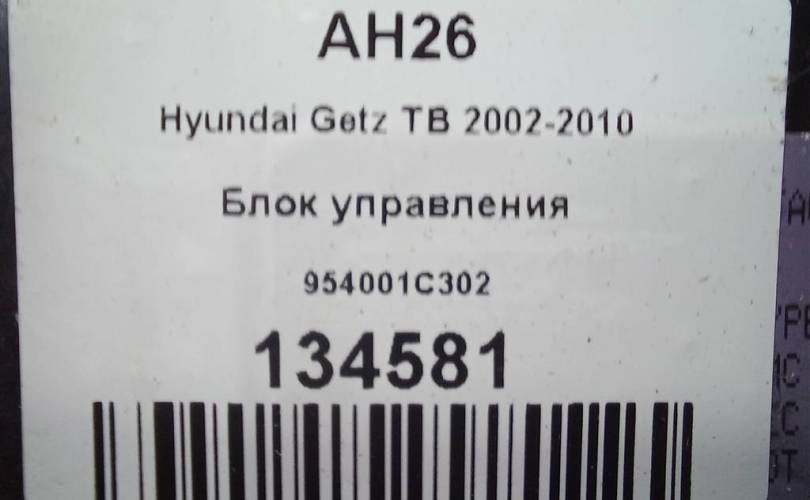 AH26
Hyundai Getz TB 2002-2010
Блок управления
954001C302
134581